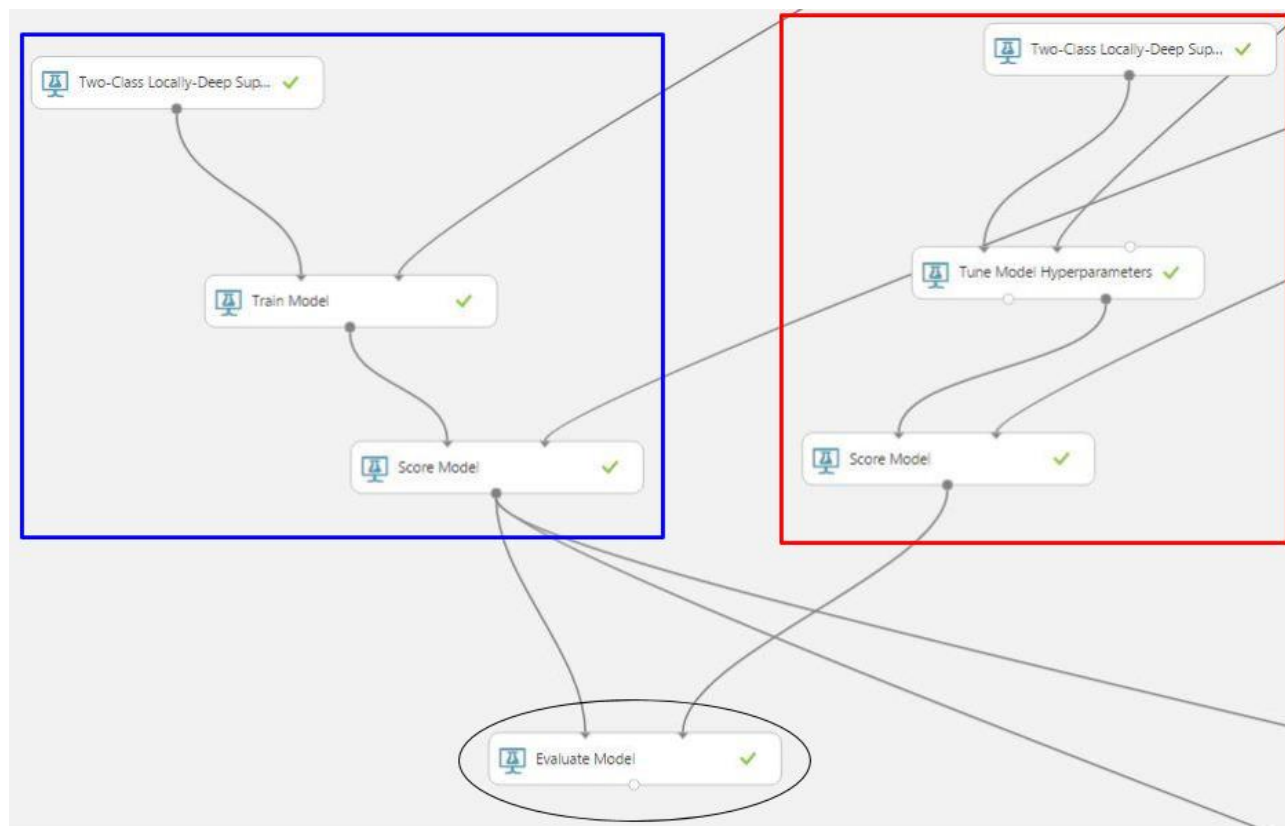 Two-Class Locally-Deep Sup...
Two-Class Locally-Deep Sup...
Train Model
Tune Model Hyperparameters
Score Model
Score Model
Evaluate Model